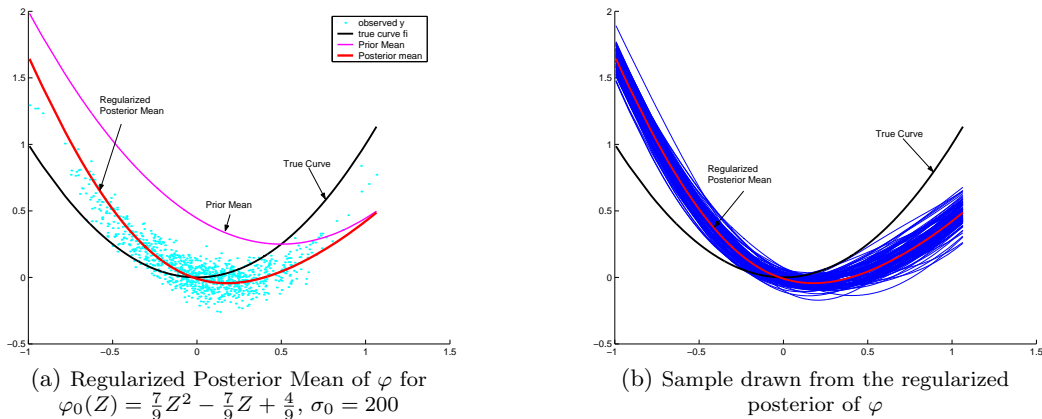 2
1.5
1
0.5
0
−0.5
−1
−0.5
0
0.5
1
1.5
observed y
true curve fi
Prior Mean
Posterior mean
Regularized
Posterior Mean
True Curve
Prior Mean
(a) Regularized Posterior Mean of φ for
φ₀(Z) = 7/9 Z² − 7/9 Z + 4/9, σ₀ = 200
2
1.5
1
0.5
0
−0.5
−1
−0.5
0
0.5
1
1.5
True Curve
Regularized
Posterior Mean
(b) Sample drawn from the regularized
posterior of φ